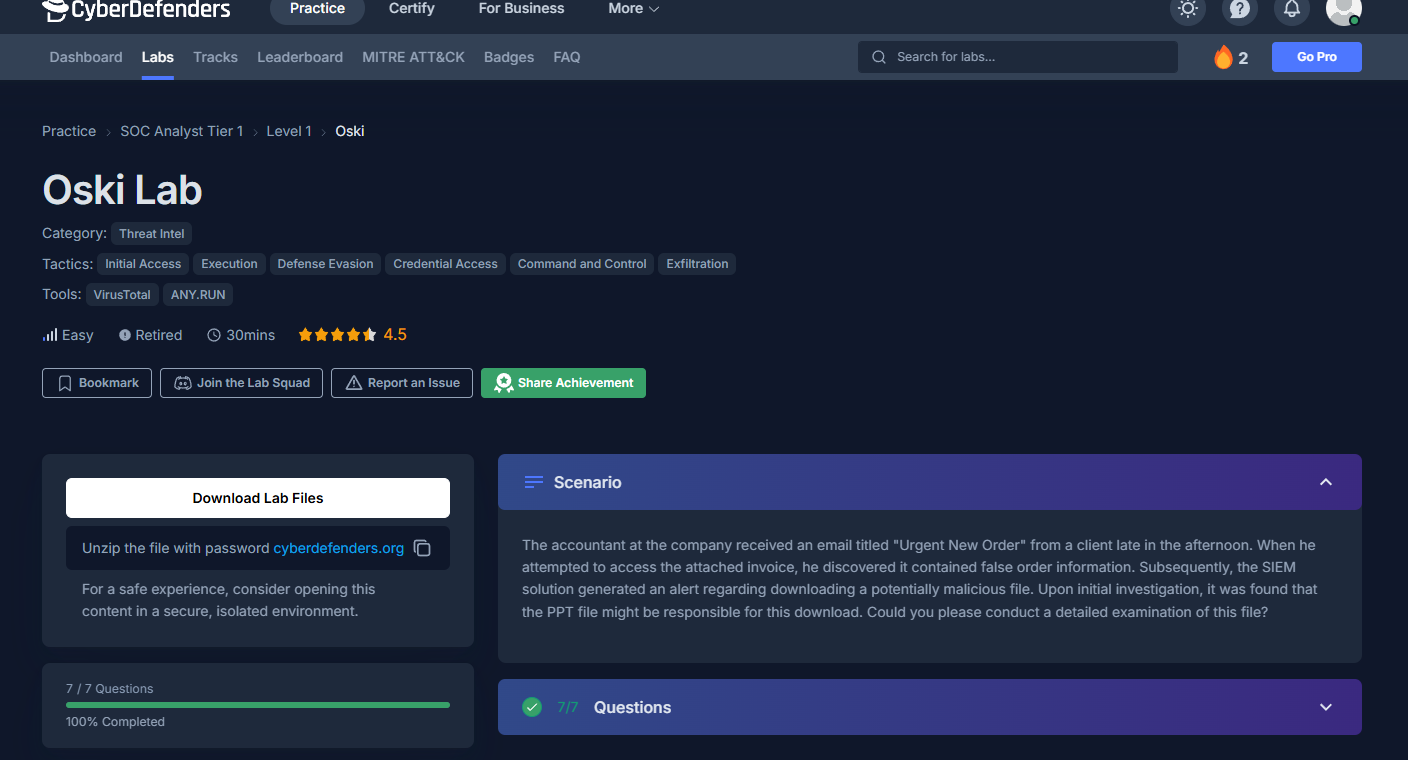 CyberDefenders Practice Certify For Business More
Dashboard Labs Tracks Leaderboard MITRE ATT&CK Badges FAQ Search for labs... 2 Go Pro
Practice > SOC Analyst Tier 1 > Level 1 > Oski
Oski Lab
Category: Threat Intel
Tactics: Initial Access Execution Defense Evasion Credential Access Command and Control Exfiltration
Tools: VirusTotal ANY.RUN
Easy Retired 30mins 4.5
Bookmark Join the Lab Squad Report an Issue Share Achievement
Download Lab Files
Unzip the file with password cyberdefenders.org
For a safe experience, consider opening this
content in a secure, isolated environment.
7 / 7 Questions
100% Completed
Scenario
The accountant at the company received an email titled "Urgent New Order" from a client late in the afternoon. When he
attempted to access the attached invoice, he discovered it contained false order information. Subsequently, the SIEM
solution generated an alert regarding downloading a potentially malicious file. Upon initial investigation, it was found that
the PPT file might be responsible for this download. Could you please conduct a detailed examination of this file?
7/7 Questions